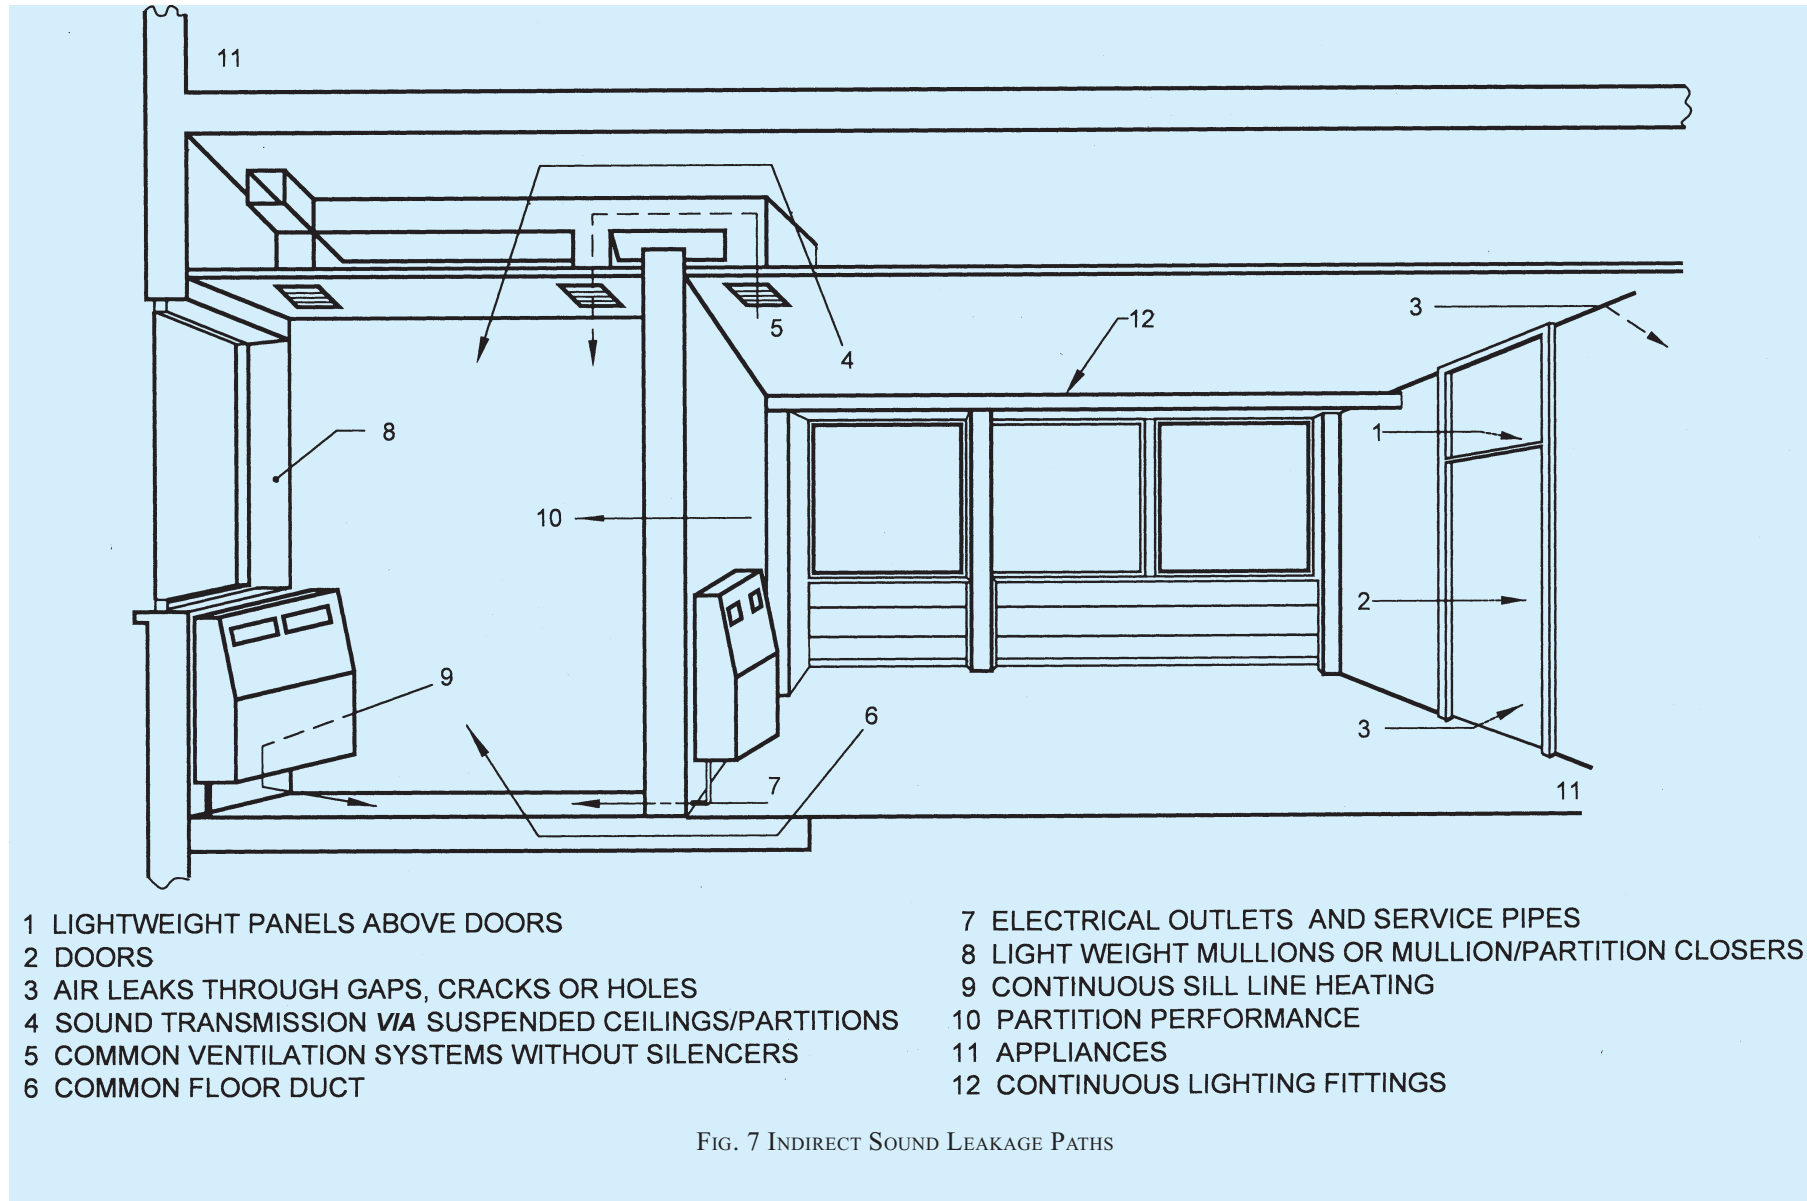 11
5
4
12
3
8
1
10
2
9
6
3
7
11
1 LIGHTWEIGHT PANELS ABOVE DOORS
2 DOORS
3 AIR LEAKS THROUGH GAPS, CRACKS OR HOLES
4 SOUND TRANSMISSION VIA SUSPENDED CEILINGS/PARTITIONS
5 COMMON VENTILATION SYSTEMS WITHOUT SILENCERS
6 COMMON FLOOR DUCT
7 ELECTRICAL OUTLETS AND SERVICE PIPES
8 LIGHT WEIGHT MULLIONS OR MULLION/PARTITION CLOSERS
9 CONTINUOUS SILL LINE HEATING
10 PARTITION PERFORMANCE
11 APPLIANCES
12 CONTINUOUS LIGHTING FITTINGS
FIG. 7 INDIRECT SOUND LEAKAGE PATHS